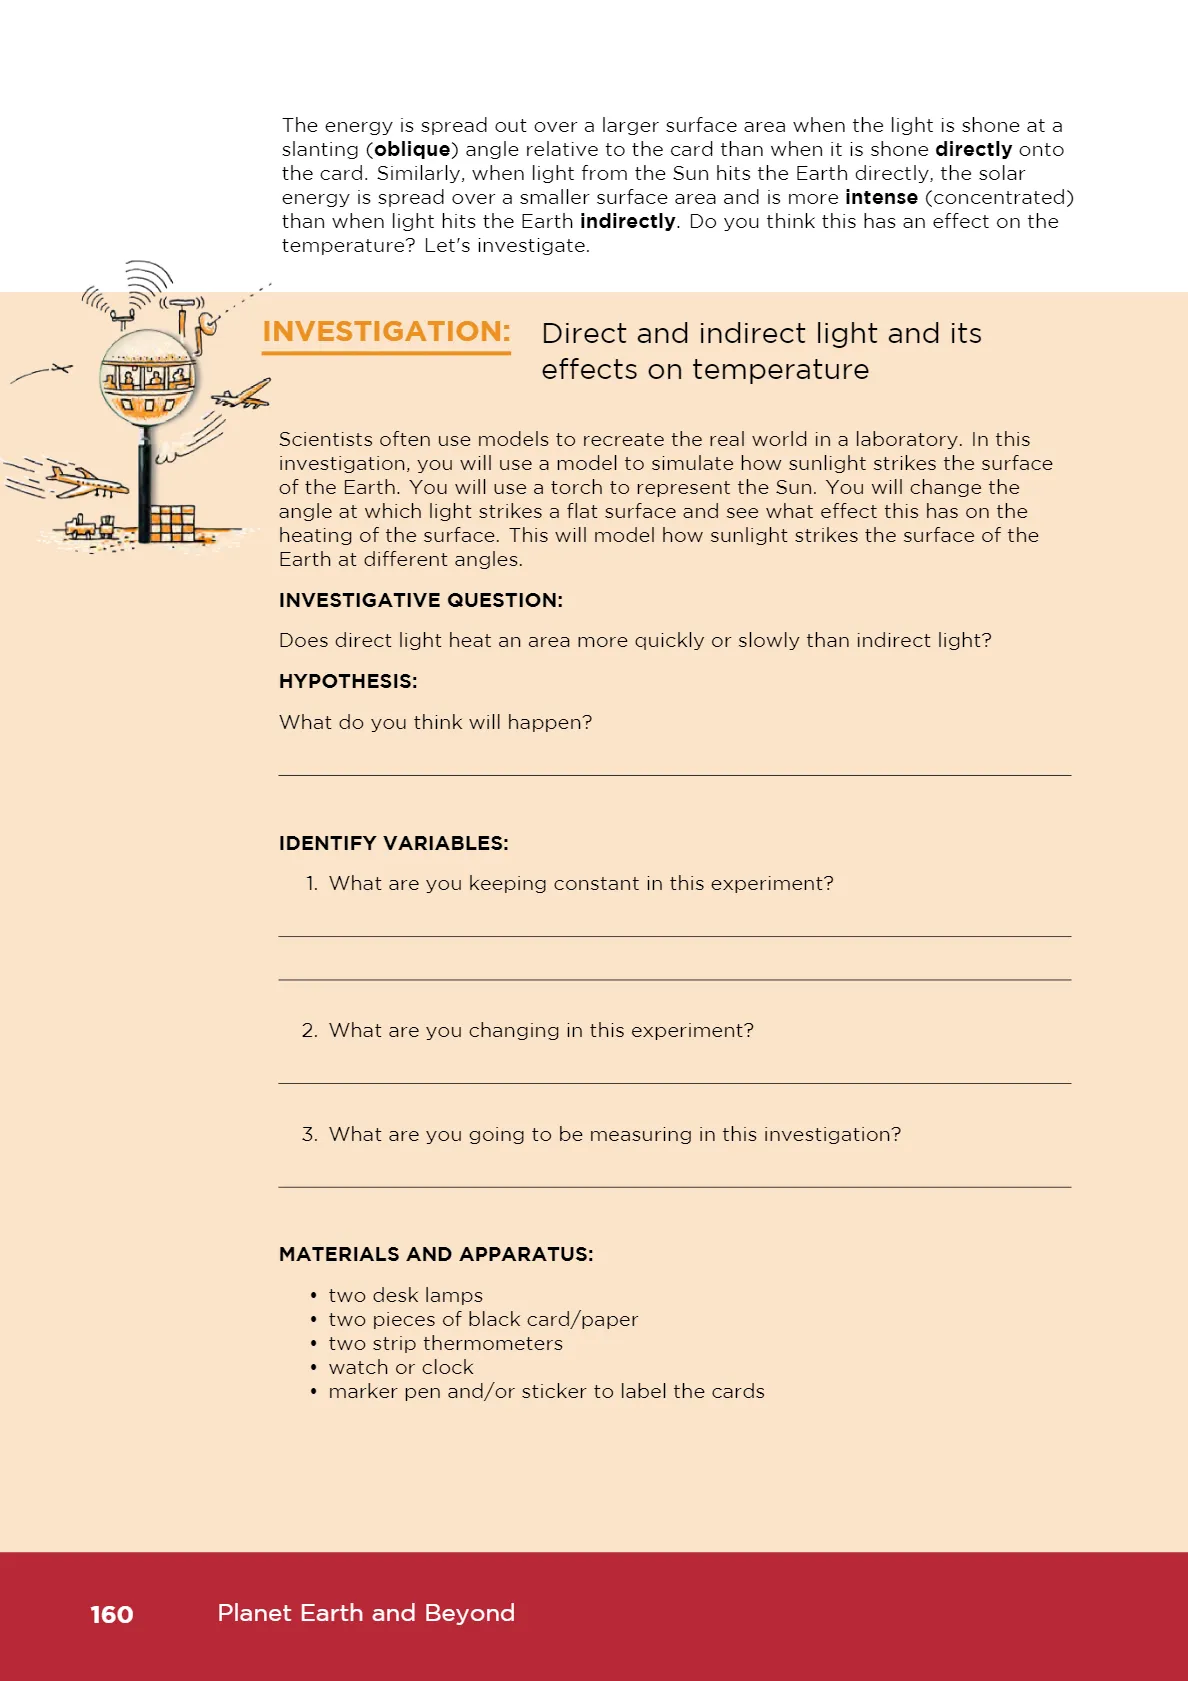 The energy is spread out over a larger surface area when the light is shone at a
slanting (oblique) angle relative to the card than when it is shone directly onto
the card. Similarly, when light from the Sun hits the Earth directly, the solar
energy is spread over a smaller surface area and is more intense (concentrated)
than when light hits the Earth indirectly. Do you think this has an effect on the
temperature? Let's investigate.
INVESTIGATION: Direct and indirect light and its
effects on temperature
Scientists often use models to recreate the real world in a laboratory. In this
investigation, you will use a model to simulate how sunlight strikes the surface
of the Earth. You will use a torch to represent the Sun. You will change the
angle at which light strikes a flat surface and see what effect this has on the
heating of the surface. This will model how sunlight strikes the surface of the
Earth at different angles.
INVESTIGATIVE QUESTION:
Does direct light heat an area more quickly or slowly than indirect light?
HYPOTHESIS:
What do you think will happen?
IDENTIFY VARIABLES:
1. What are you keeping constant in this experiment?
2. What are you changing in this experiment?
3. What are you going to be measuring in this investigation?
MATERIALS AND APPARATUS:
• two desk lamps
• two pieces of black card/paper
• two strip thermometers
• watch or clock
• marker pen and/or sticker to label the cards
160 Planet Earth and Beyond